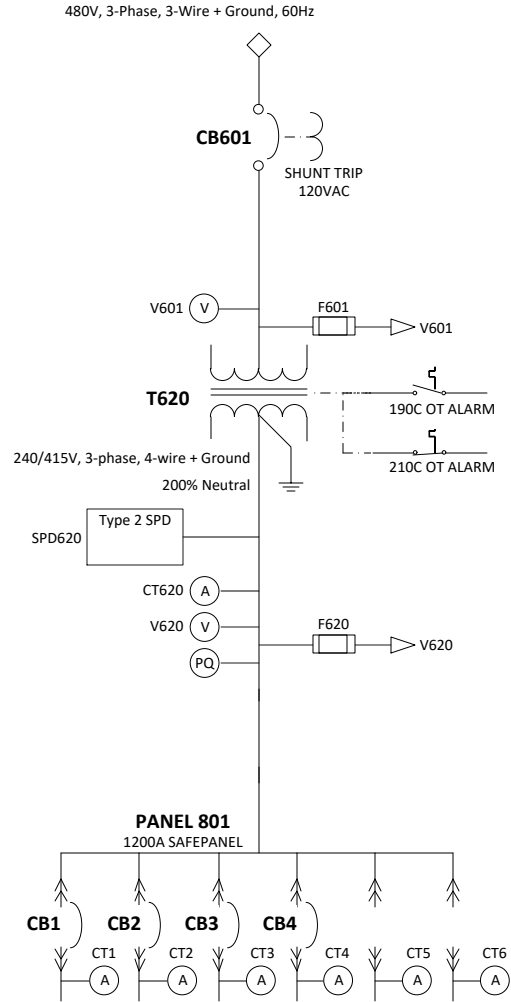 480V, 3-Phase, 3-Wire + Ground, 60Hz
CB601
SHUNT TRIP
120VAC
V601
V
F601
V601
T620
190C OT ALARM
210C OT ALARM
240/415V, 3-phase, 4-wire + Ground
200% Neutral
SPD620
Type 2 SPD
CT620
A
V620
V
F620
V620
PQ
PANEL 801
1200A SAFEPANEL
CB1
CB2
CB3
CB4
CT1
CT2
CT3
CT4
CT5
CT6
A
A
A
A
A
A